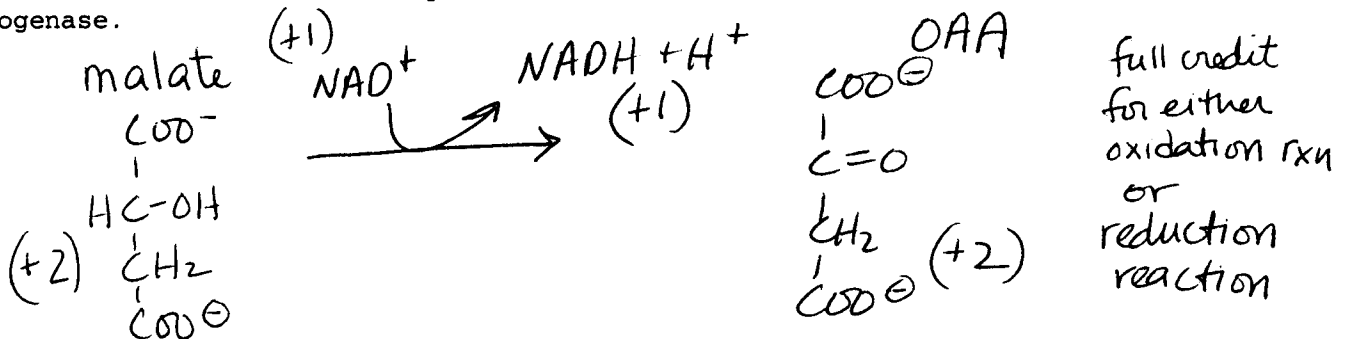 ogenase.
malate
COO⁻
HC-OH
CH₂
COO⊖
(+2)
(+1)
NAD⁺
NADH + H⁺
(+1)
OAA
COO⊖
C=O
CH₂
COO⊖
(+2)
full credit
for either
oxidation rxn
or
reduction
reaction